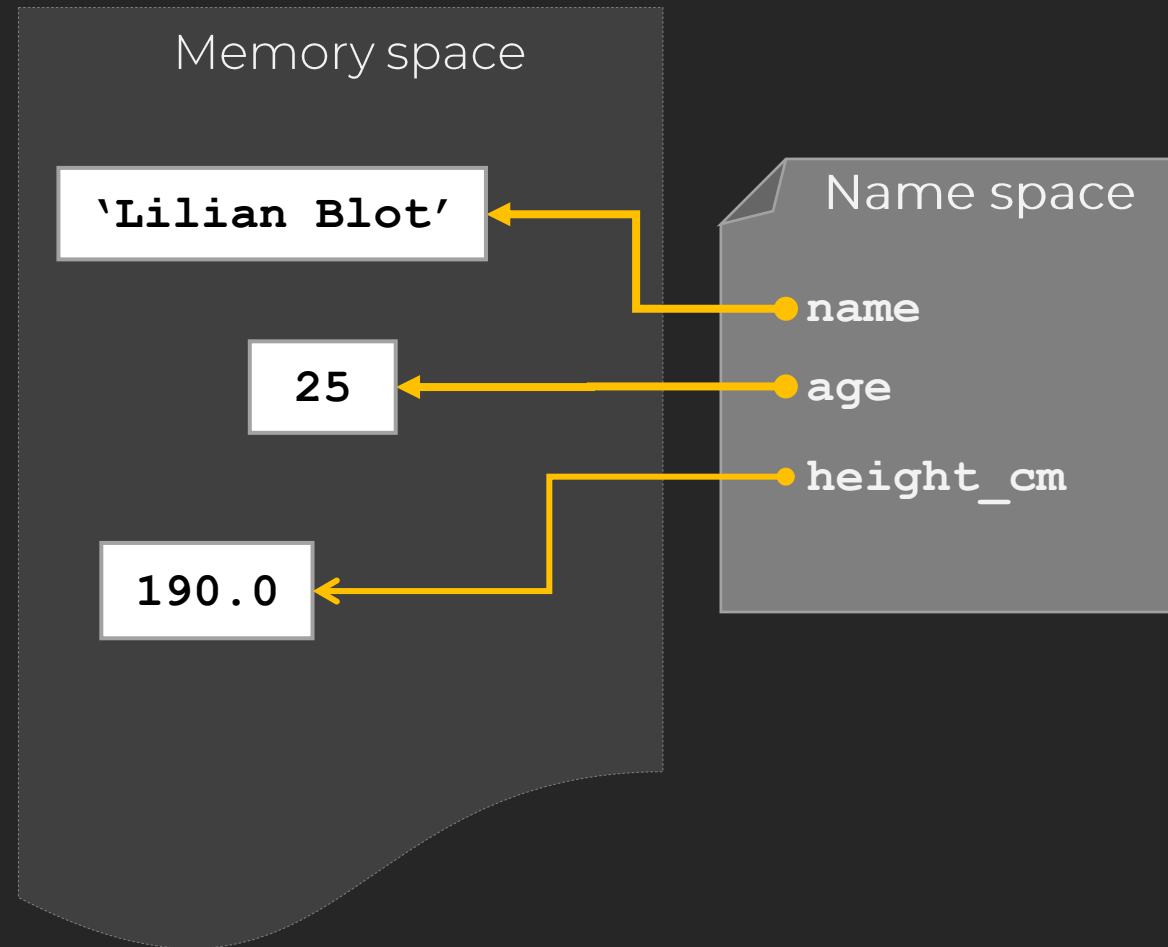 Memory space
‘Lilian Blot’
25
190.0
Name space
name
age
height_cm